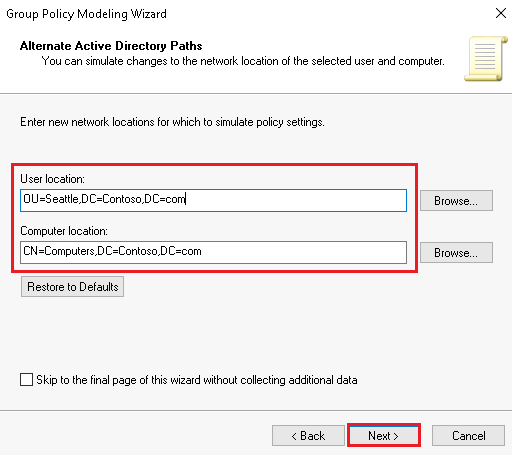 Group Policy Modeling Wizard
Alternate Active Directory Paths
You can simulate changes to the network location of the selected user and computer.
Enter new network locations for which to simulate policy settings.
User location:
OU=Seattle,DC=Contoso,DC=com
Browse...
Computer location:
CN=Computers,DC=Contoso,DC=com
Browse...
Restore to Defaults
Skip to the final page of this wizard without collecting additional data
< Back
Next >
Cancel